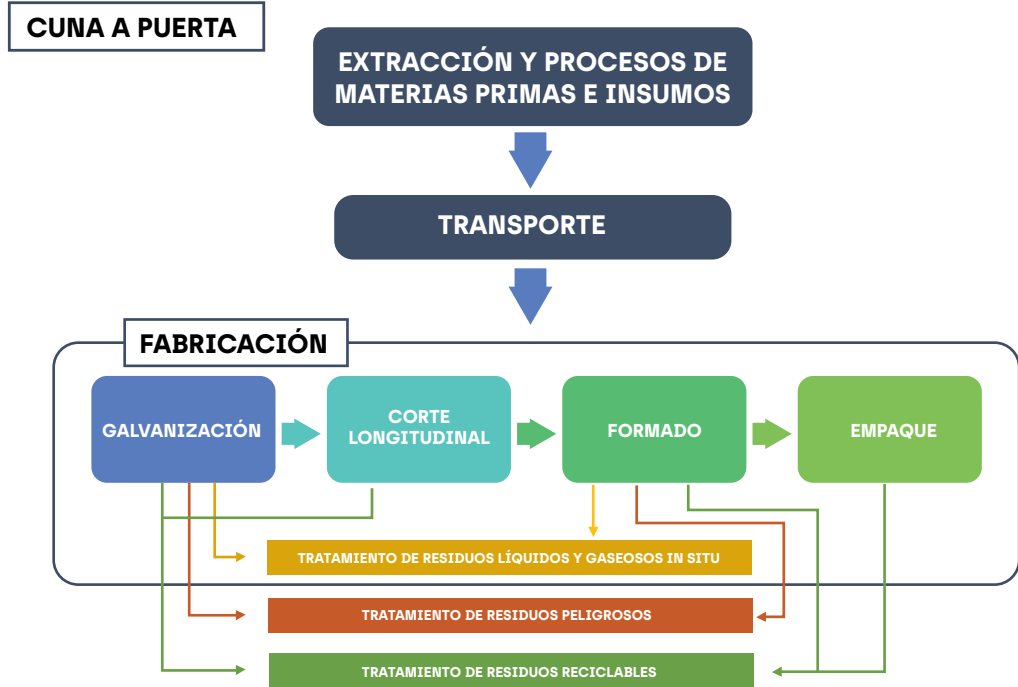 CUNA A PUERTA
EXTRACCIÓN Y PROCESOS DE
MATERIAS PRIMAS E INSUMOS
TRANSPORTE
FABRICACIÓN
GALVANIZACIÓN
CORTE
LONGITUDINAL
FORMADO
EMPAQUE
TRATAMIENTO DE RESIDUOS LÍQUIDOS Y GASEOSOS IN SITU
TRATAMIENTO DE RESIDUOS PELIGROSOS
TRATAMIENTO DE RESIDUOS RECICLABLES